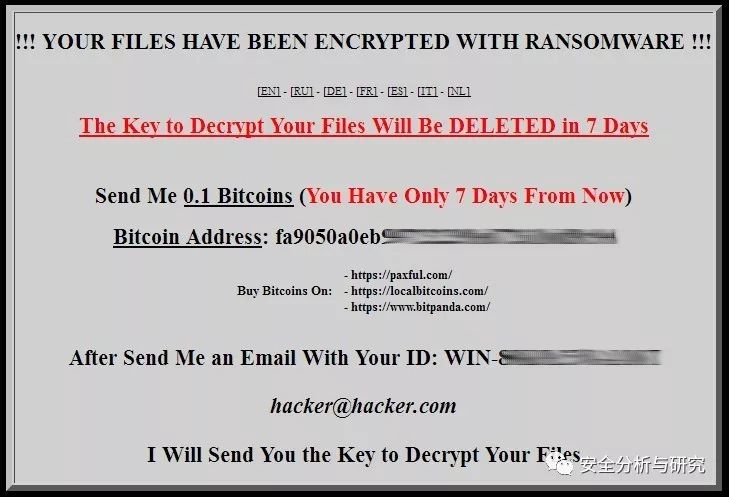 !!! YOUR FILES HAVE BEEN ENCRYPTED WITH RANSOMWARE !!!
[EN] - [RU] - [DE] - [FR] - [ES] - [IT] - [NL]
The Key to Decrypt Your Files Will Be DELETED in 7 Days
Send Me 0.1 Bitcoins (You Have Only 7 Days From Now)
Bitcoin Address: fa9050a0eb
- https://paxful.com/
Buy Bitcoins On: - https://localbitcoins.com/
- https://www.bitpanda.com/
After Send Me an Email With Your ID: WIN-
hacker@hacker.com
I Will Send You the Key to Decrypt Your Files
安全分析与研究